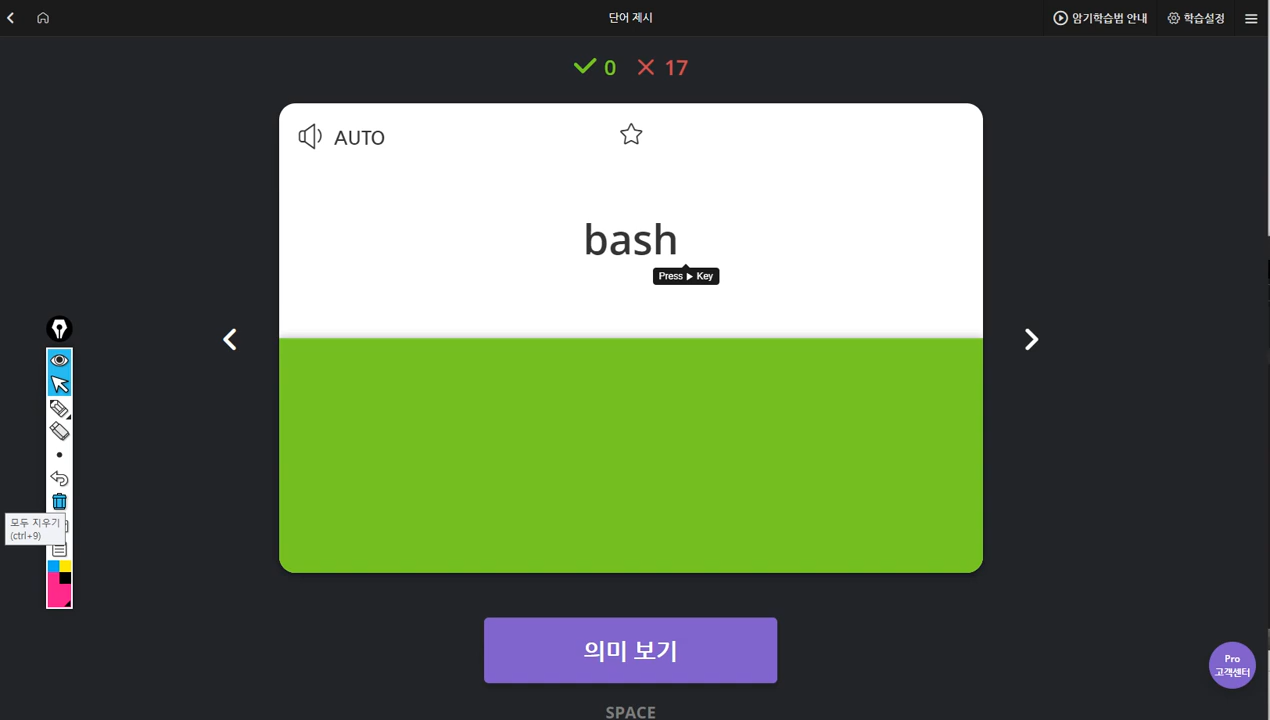 단어 제시
암기학습법 안내
학습설정
0
17
AUTO
bash
Press ▶ Key
모두 지우기
(ctrl+9)
의미 보기
Pro
고객센터
SPACE